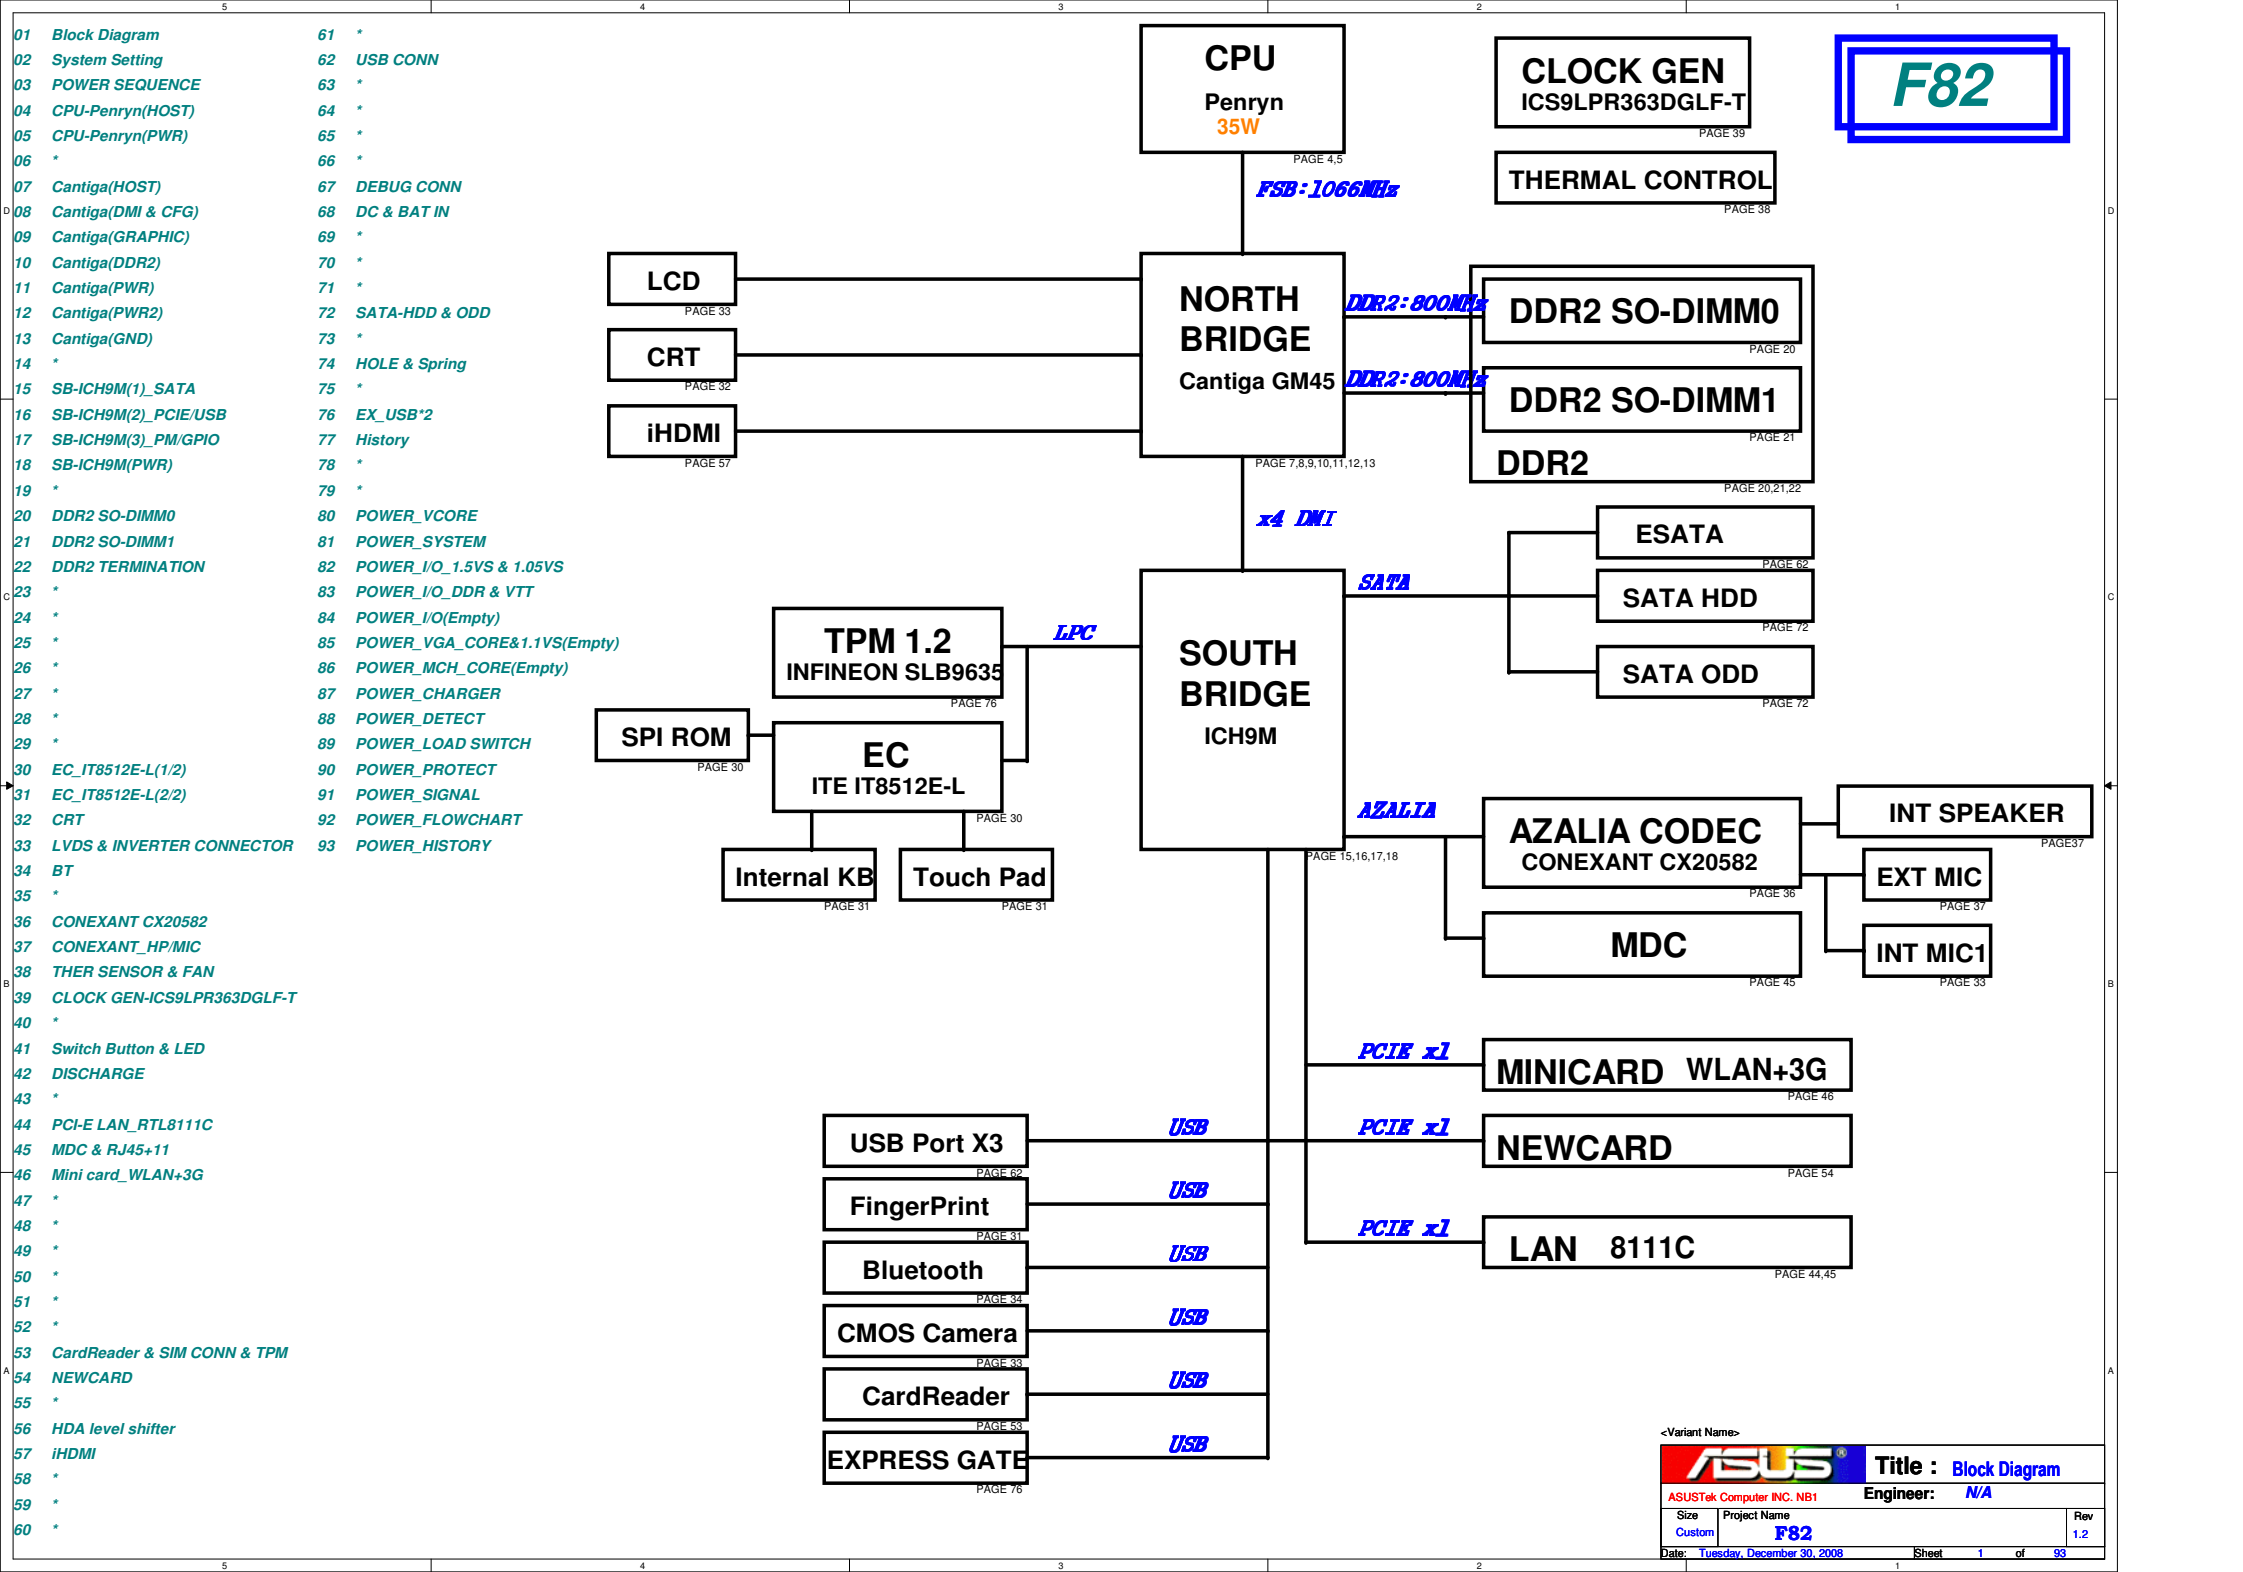 5 4 3 2 1
01 Block Diagram
02 System Setting
03 POWER SEQUENCE
04 CPU-Penryn(HOST)
05 CPU-Penryn(PWR)
06 *
07 Cantiga(HOST)
08 Cantiga(DMI & CFG)
09 Cantiga(GRAPHIC)
10 Cantiga(DDR2)
11 Cantiga(PWR)
12 Cantiga(PWR2)
13 Cantiga(GND)
14 *
15 SB-ICH9M(1)_SATA
16 SB-ICH9M(2)_PCIE/USB
17 SB-ICH9M(3)_PM/GPIO
18 SB-ICH9M(PWR)
19 *
20 DDR2 SO-DIMM0
21 DDR2 SO-DIMM1
22 DDR2 TERMINATION
23 *
24 *
25 *
26 *
27 *
28 *
29 *
30 EC_IT8512E-L(1/2)
31 EC_IT8512E-L(2/2)
32 CRT
33 LVDS & INVERTER CONNECTOR
34 BT
35 *
36 CONEXANT CX20582
37 CONEXANT_HP/MIC
38 THER SENSOR & FAN
39 CLOCK GEN-ICS9LPR363DGLF-T
40 *
41 Switch Button & LED
42 DISCHARGE
43 *
44 PCI-E LAN_RTL8111C
45 MDC & RJ45+11
46 Mini card_WLAN+3G
47 *
48 *
49 *
50 *
51 *
52 *
53 CardReader & SIM CONN & TPM
54 NEWCARD
55 *
56 HDA level shifter
57 iHDMI
58 *
59 *
60 *
61 *
62 USB CONN
63 *
64 *
65 *
66 *
67 DEBUG CONN
68 DC & BAT IN
69 *
70 *
71 *
72 SATA-HDD & ODD
73 *
74 HOLE & Spring
75 *
76 EX_USB*2
77 History
78 *
79 *
80 POWER_VCORE
81 POWER_SYSTEM
82 POWER_I/O_1.5VS & 1.05VS
83 POWER_I/O_DDR & VTT
84 POWER_I/O(Empty)
85 POWER_VGA_CORE&1.1VS(Empty)
86 POWER_MCH_CORE(Empty)
87 POWER_CHARGER
88 POWER_DETECT
89 POWER_LOAD SWITCH
90 POWER_PROTECT
91 POWER_SIGNAL
92 POWER_FLOWCHART
93 POWER_HISTORY
CPU
Penryn
35W
PAGE 4,5
FSB:1066MHz
CLOCK GEN
ICS9LPR363DGLF-T
PAGE 39
THERMAL CONTROL
PAGE 38
F82
D
D
LCD
PAGE 33
CRT
PAGE 32
iHDMI
PAGE 57
NORTH
BRIDGE
Cantiga GM45
PAGE 7,8,9,10,11,12,13
DDR2:800MHz
DDR2:800MHz
DDR2 SO-DIMM0
PAGE 20
DDR2 SO-DIMM1
PAGE 21
DDR2
PAGE 20,21,22
x4 DMI
C
C
SOUTH
BRIDGE
ICH9M
PAGE 15,16,17,18
SATA
ESATA
PAGE 62
SATA HDD
PAGE 72
SATA ODD
PAGE 72
LPC
TPM 1.2
INFINEON SLB9635
PAGE 76
SPI ROM
PAGE 30
EC
ITE IT8512E-L
PAGE 30
Internal KB
PAGE 31
Touch Pad
PAGE 31
AZALIA
AZALIA CODEC
CONEXANT CX20582
PAGE 36
INT SPEAKER
PAGE37
EXT MIC
PAGE 37
INT MIC1
PAGE 33
MDC
PAGE 45
B
B
PCIE x1
MINICARD WLAN+3G
PAGE 46
PCIE x1
NEWCARD
PAGE 54
PCIE x1
LAN 8111C
PAGE 44,45
USB Port X3
USB
PAGE 62
FingerPrint
USB
PAGE 31
Bluetooth
USB
PAGE 34
CMOS Camera
USB
PAGE 33
CardReader
USB
PAGE 53
EXPRESS GATE
USB
PAGE 76
A
A
<Variant Name>
ASUS®
Title : Block Diagram
ASUSTek Computer INC. NB1
Engineer: N/A
Size Project Name Rev
Custom F82 1.2
Date: Tuesday, December 30, 2008 Sheet 1 of 93
5 4 3 2 1